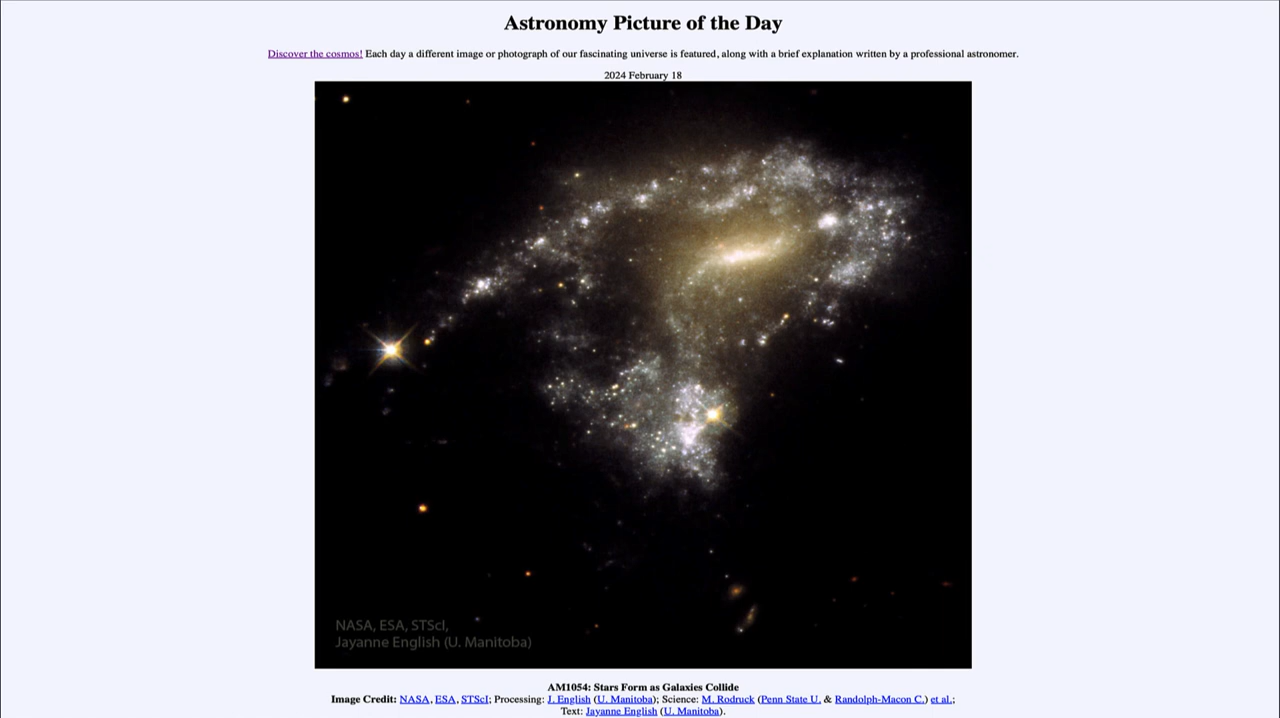 Astronomy Picture of the Day
Discover the cosmos! Each day a different image or photograph of our fascinating universe is featured, along with a brief explanation written by a professional astronomer.
2024 February 18
NASA, ESA, STScI,
Jayanne English (U. Manitoba)
AM1054: Stars Form as Galaxies Collide
Image Credit: NASA, ESA, STScI; Processing: J. English (U. Manitoba); Science: M. Rodruck (Penn State U. & Randolph-Macon C.) et al.;
Text: Jayanne English (U. Manitoba).